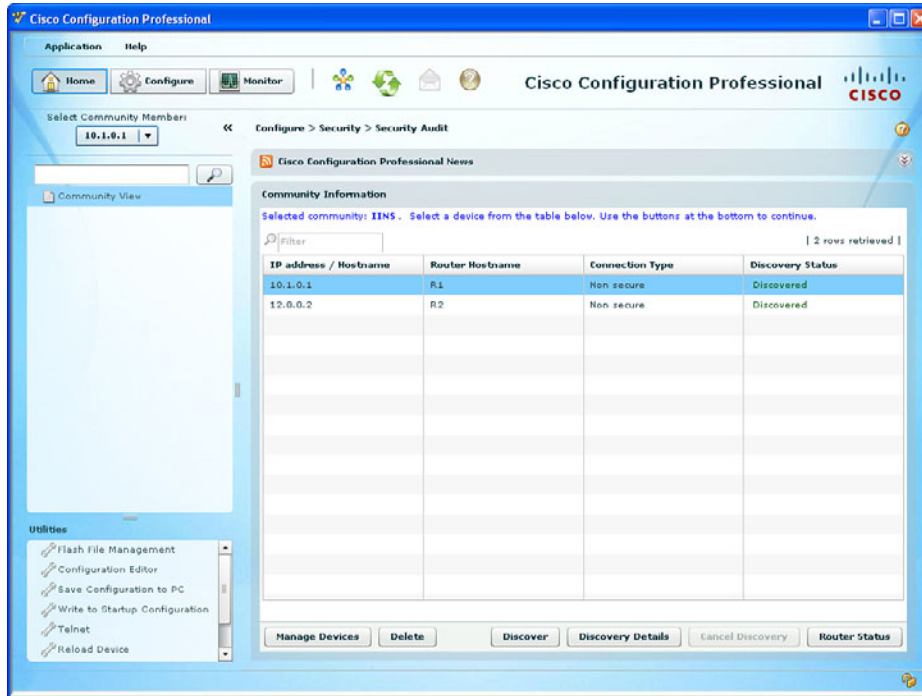 Cisco Configuration Professional
Application Help
Home Configure Monitor Cisco Configuration Professional CISCO
Select Community Member:
10.1.0.1
Configure > Security > Security Audit
Cisco Configuration Professional News
Community View
Community Information
Selected community: IINS . Select a device from the table below. Use the buttons at the bottom to continue.
Filter | 2 rows retrieved |
IP address / Hostname Router Hostname Connection Type Discovery Status
10.1.0.1 R1 Non secure Discovered
12.0.0.2 R2 Non secure Discovered
Utilities
Flash File Management
Configuration Editor
Save Configuration to PC
Write to Startup Configuration
Telnet
Reload Device
Manage Devices Delete Discover Discovery Details Cancel Discovery Router Status